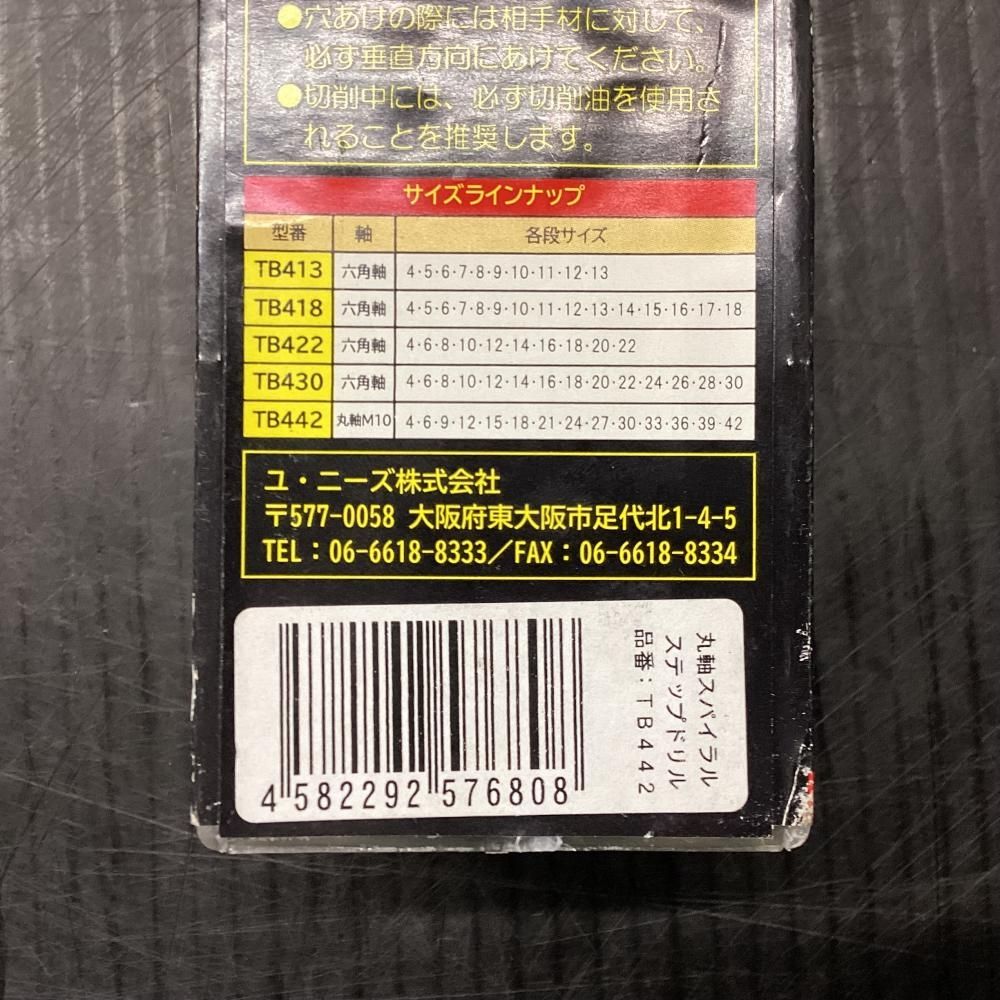 ●穴あけの際には相手材に対して、
必ず垂直方向にあけてください。
●切削中には、必ず切削油を使用さ
れることを推奨します。
サイズラインナップ
型番 軸 各段サイズ
TB413 六角軸 4・5・6・7・8・9・10・11・12・13
TB418 六角軸 4・5・6・7・8・9・10・11・12・13・14・15・16・17・18
TB422 六角軸 4・6・8・10・12・14・16・18・20・22
TB430 六角軸 4・6・8・10・12・14・16・18・20・22・24・26・28・30
TB442 丸軸M10 4・6・9・12・15・18・21・24・27・30・33・36・39・42
ユ・ニーズ株式会社
〒577-0058 大阪府東大阪市足代北1-4-5
TEL：06-6618-8333／FAX：06-6618-8334
丸軸スパイラル
ステップドリル
品番：TB442
4 582292 576808